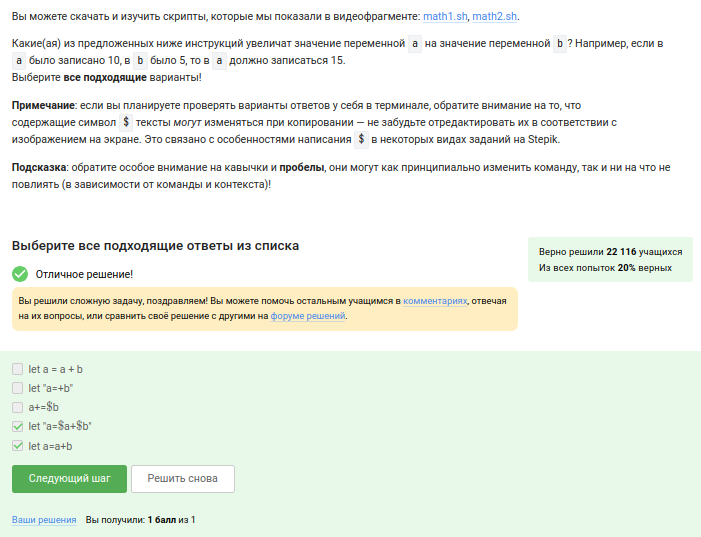 Вы можете скачать и изучить скрипты, которые мы показали в видеофрагменте: math1.sh, math2.sh.
Какие(ая) из предложенных ниже инструкций увеличат значение переменной a на значение переменной b ? Например, если в
a было записано 10, в b было 5, то в a должно записаться 15.
Выберите все подходящие варианты!
Примечание: если вы планируете проверять варианты ответов у себя в терминале, обратите внимание на то, что
содержащие символ $ тексты могут изменяться при копировании — не забудьте отредактировать их в соответствии с
изображением на экране. Это связано с особенностями написания $ в некоторых видах заданий на Stepik.
Подсказка: обратите особое внимание на кавычки и пробелы, они могут как принципиально изменить команду, так и ни на что не
повлиять (в зависимости от команды и контекста)!
Выберите все подходящие ответы из списка
Верно решили 22 116 учащихся
Из всех попыток 20% верных
Отличное решение!
Вы решили сложную задачу, поздравляем! Вы можете помочь остальным учащимся в комментариях, отвечая
на их вопросы, или сравнить своё решение с другими на форуме решений.
let a = a + b
let "a=+b"
a+=$b
let "a=$a+$b"
let a=a+b
Следующий шаг
Решить снова
Ваши решения Вы получили: 1 балл из 1